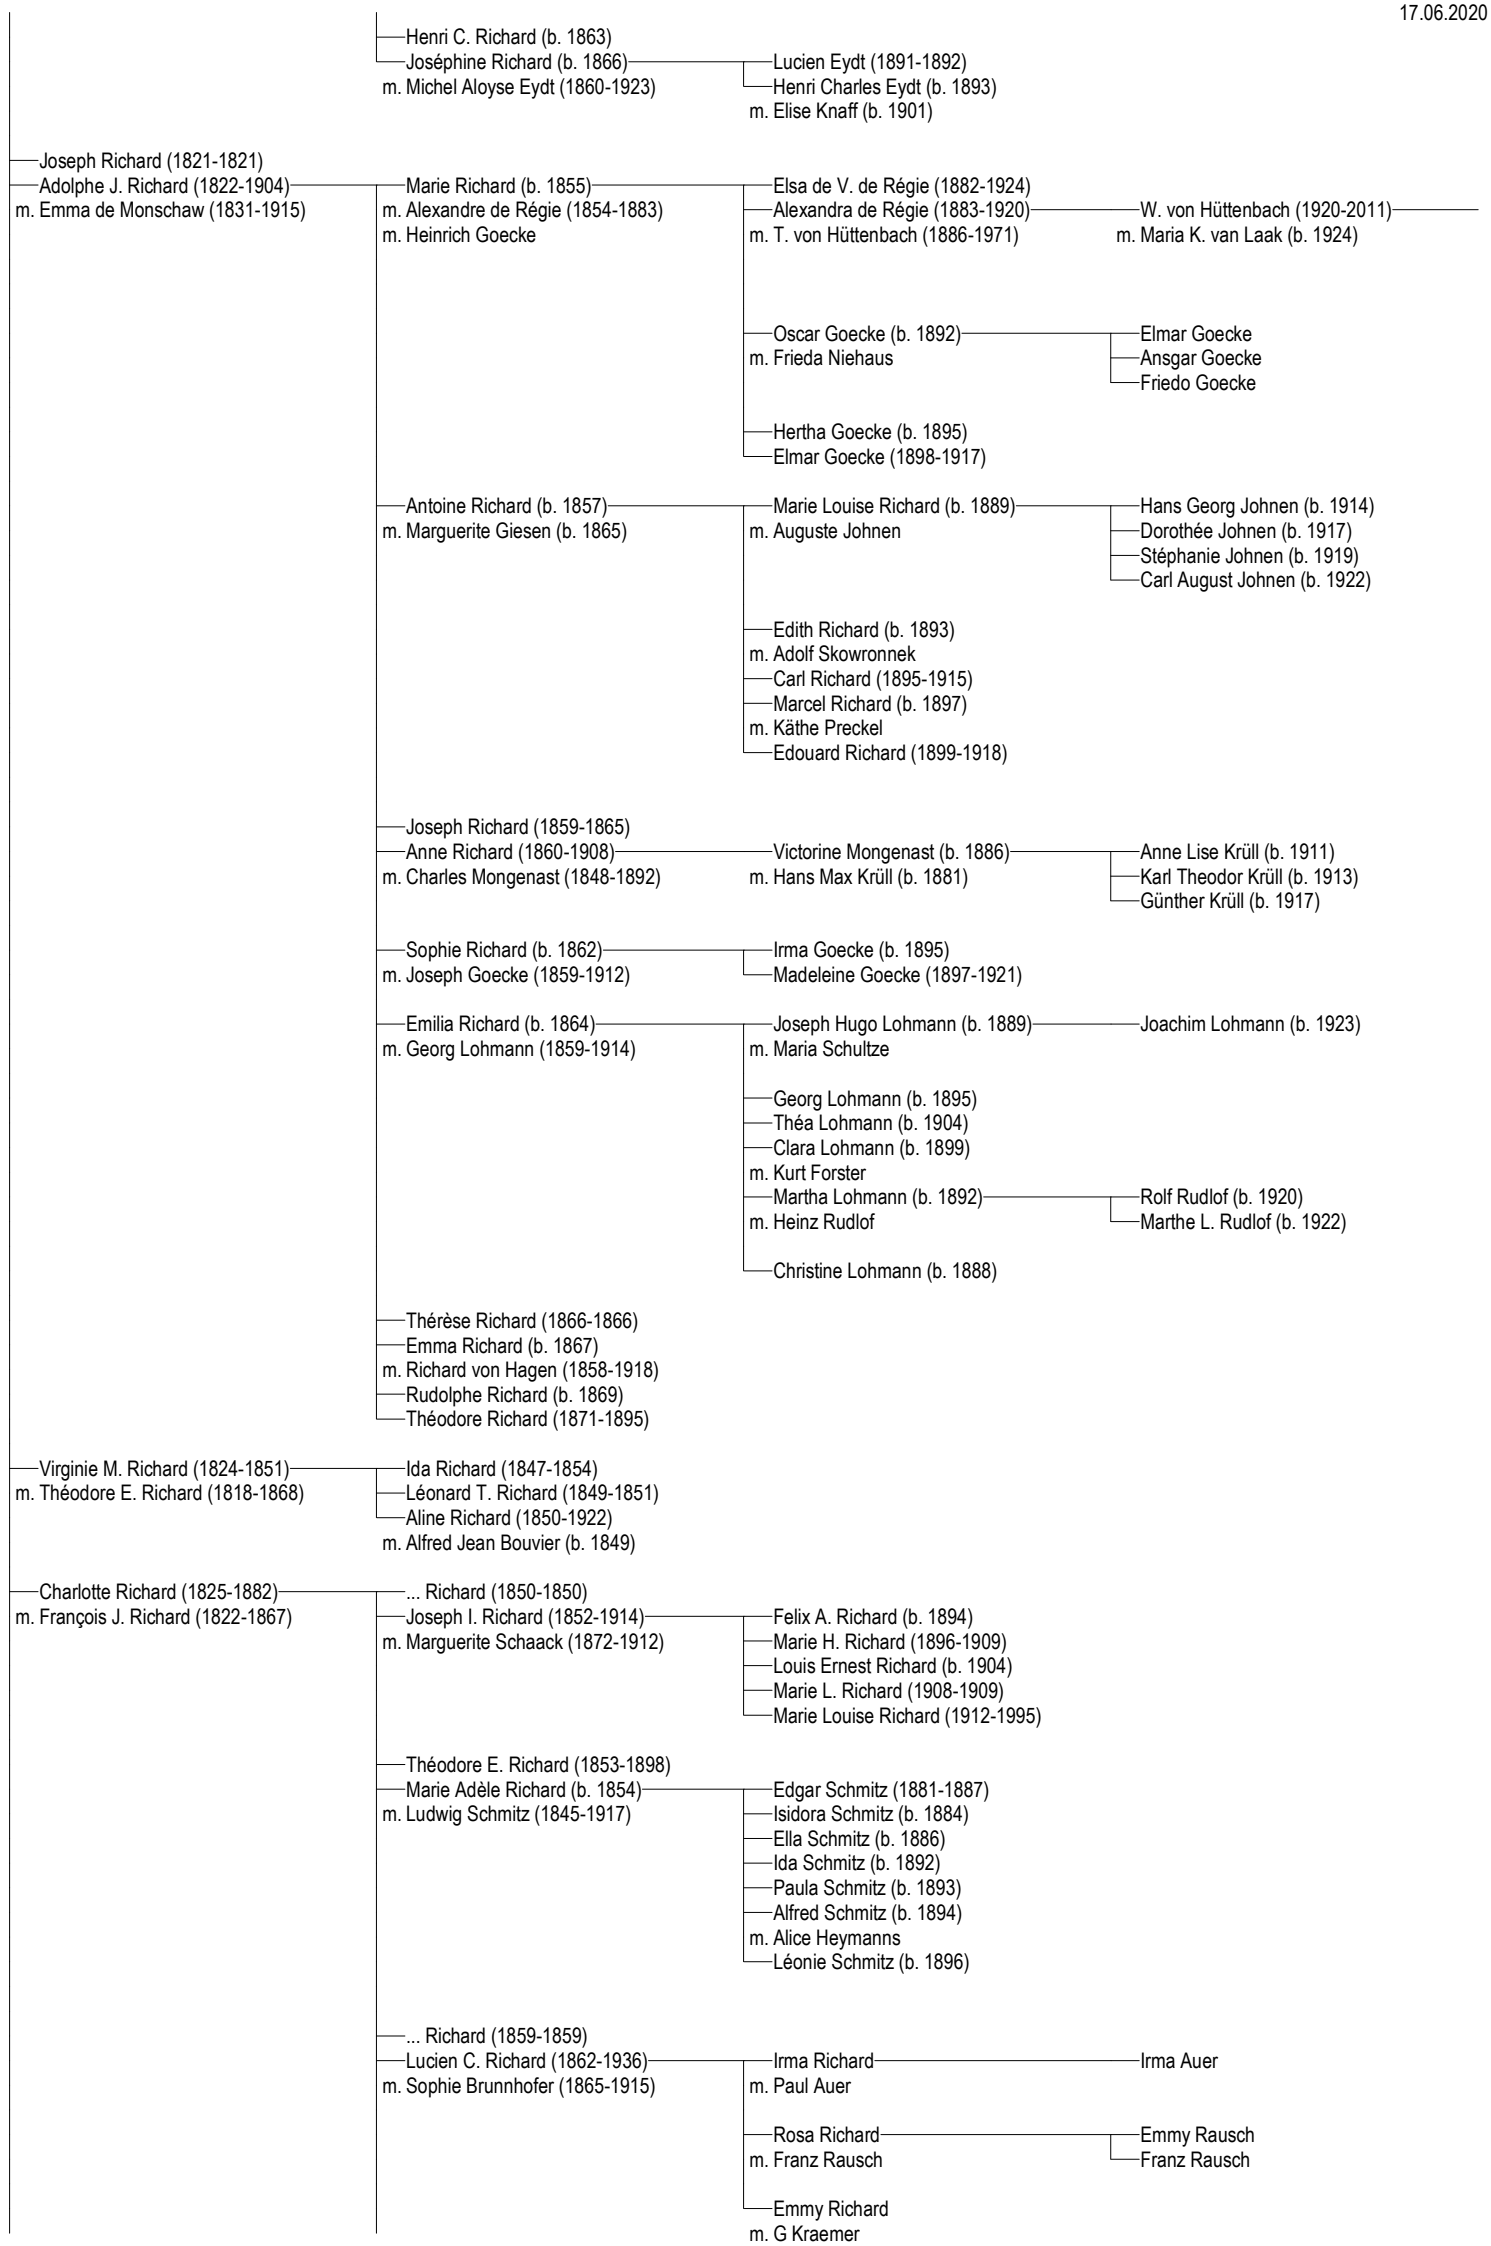 17.06.2020
Henri C. Richard (b. 1863)
Joséphine Richard (b. 1866) Lucien Eydt (1891-1892)
m. Michel Aloyse Eydt (1860-1923) Henri Charles Eydt (b. 1893)
m. Elise Knaff (b. 1901)
Joseph Richard (1821-1821)
Adolphe J. Richard (1822-1904) Marie Richard (b. 1855) Elsa de V. de Régie (1882-1924)
m. Emma de Monschaw (1831-1915) m. Alexandre de Régie (1854-1883) Alexandra de Régie (1883-1920) W. von Hüttenbach (1920-2011)
m. Heinrich Goecke m. T. von Hüttenbach (1886-1971) m. Maria K. van Laak (b. 1924)
Oscar Goecke (b. 1892) Elmar Goecke
m. Frieda Niehaus Ansgar Goecke
Friedo Goecke
Hertha Goecke (b. 1895)
Elmar Goecke (1898-1917)
Antoine Richard (b. 1857) Marie Louise Richard (b. 1889) Hans Georg Johnen (b. 1914)
m. Marguerite Giesen (b. 1865) m. Auguste Johnen Dorothée Johnen (b. 1917)
Stéphanie Johnen (b. 1919)
Carl August Johnen (b. 1922)
Edith Richard (b. 1893)
m. Adolf Skowronnek
Carl Richard (1895-1915)
Marcel Richard (b. 1897)
m. Käthe Preckel
Edouard Richard (1899-1918)
Joseph Richard (1859-1865)
Anne Richard (1860-1908) Victorine Mongenast (b. 1886) Anne Lise Krüll (b. 1911)
m. Charles Mongenast (1848-1892) m. Hans Max Krüll (b. 1881) Karl Theodor Krüll (b. 1913)
Günther Krüll (b. 1917)
Sophie Richard (b. 1862) Irma Goecke (b. 1895)
m. Joseph Goecke (1859-1912) Madeleine Goecke (1897-1921)
Emilia Richard (b. 1864) Joseph Hugo Lohmann (b. 1889) Joachim Lohmann (b. 1923)
m. Georg Lohmann (1859-1914) m. Maria Schultze
Georg Lohmann (b. 1895)
Théa Lohmann (b. 1904)
Clara Lohmann (b. 1899)
m. Kurt Forster
Martha Lohmann (b. 1892) Rolf Rudlof (b. 1920)
m. Heinz Rudlof Marthe L. Rudlof (b. 1922)
Christine Lohmann (b. 1888)
Thérèse Richard (1866-1866)
Emma Richard (b. 1867)
m. Richard von Hagen (1858-1918)
Rudolphe Richard (b. 1869)
Théodore Richard (1871-1895)
Virginie M. Richard (1824-1851) Ida Richard (1847-1854)
m. Théodore E. Richard (1818-1868) Léonard T. Richard (1849-1851)
Aline Richard (1850-1922)
m. Alfred Jean Bouvier (b. 1849)
Charlotte Richard (1825-1882) ... Richard (1850-1850)
m. François J. Richard (1822-1867) Joseph I. Richard (1852-1914) Felix A. Richard (b. 1894)
m. Marguerite Schaack (1872-1912) Marie H. Richard (1896-1909)
Louis Ernest Richard (b. 1904)
Marie L. Richard (1908-1909)
Marie Louise Richard (1912-1995)
Théodore E. Richard (1853-1898)
Marie Adèle Richard (b. 1854) Edgar Schmitz (1881-1887)
m. Ludwig Schmitz (1845-1917) Isidora Schmitz (b. 1884)
Ella Schmitz (b. 1886)
Ida Schmitz (b. 1892)
Paula Schmitz (b. 1893)
Alfred Schmitz (b. 1894)
m. Alice Heymanns
Léonie Schmitz (b. 1896)
... Richard (1859-1859)
Lucien C. Richard (1862-1936) Irma Richard Irma Auer
m. Sophie Brunnhofer (1865-1915) m. Paul Auer
Rosa Richard Emmy Rausch
m. Franz Rausch Franz Rausch
Emmy Richard
m. G Kraemer